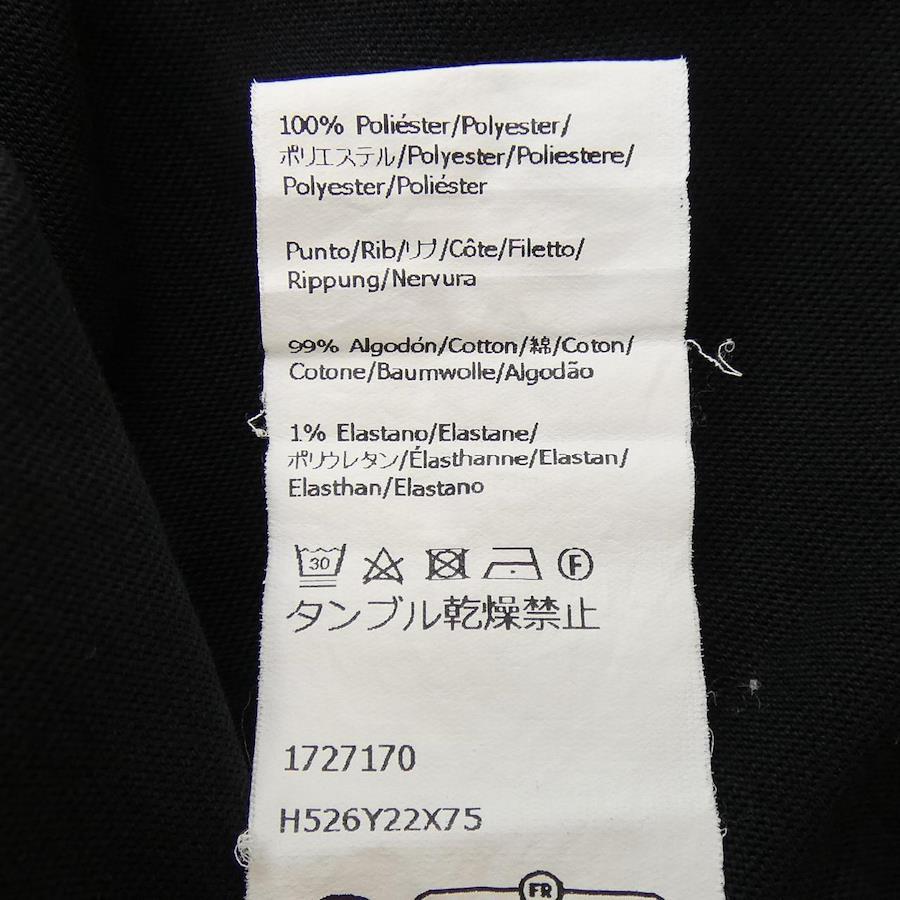 100% Poliéster/Polyester/
ポリエステル/Polyester/Poliestere/
Polyester/Poliéster
Punto/Rib/リブ/Côte/Filetto/
Rippung/Nervura
99% Algodón/Cotton/綿/Coton/
Cotone/Baumwolle/Algodão
1% Elastano/Elastane/
ポリウレタン/Élasthanne/Elastan/
Elasthan/Elastano
30 F
タンブル乾燥禁止
1727170
H526Y22X75
FR